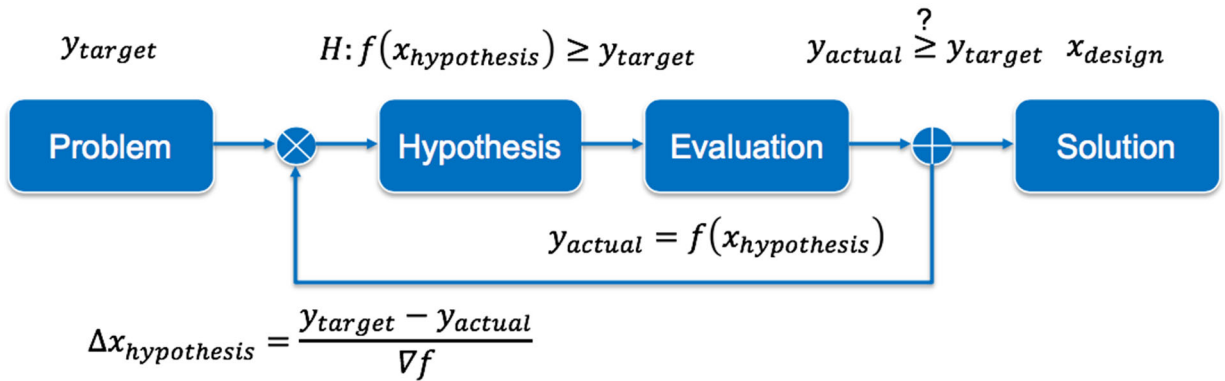 y_target
H: f(x_hypothesis) ≥ y_target
?
y_actual ≥ y_target
x_design
Problem
Hypothesis
Evaluation
Solution
y_actual = f(x_hypothesis)
Δx_hypothesis = (y_target − y_actual) / ∇f